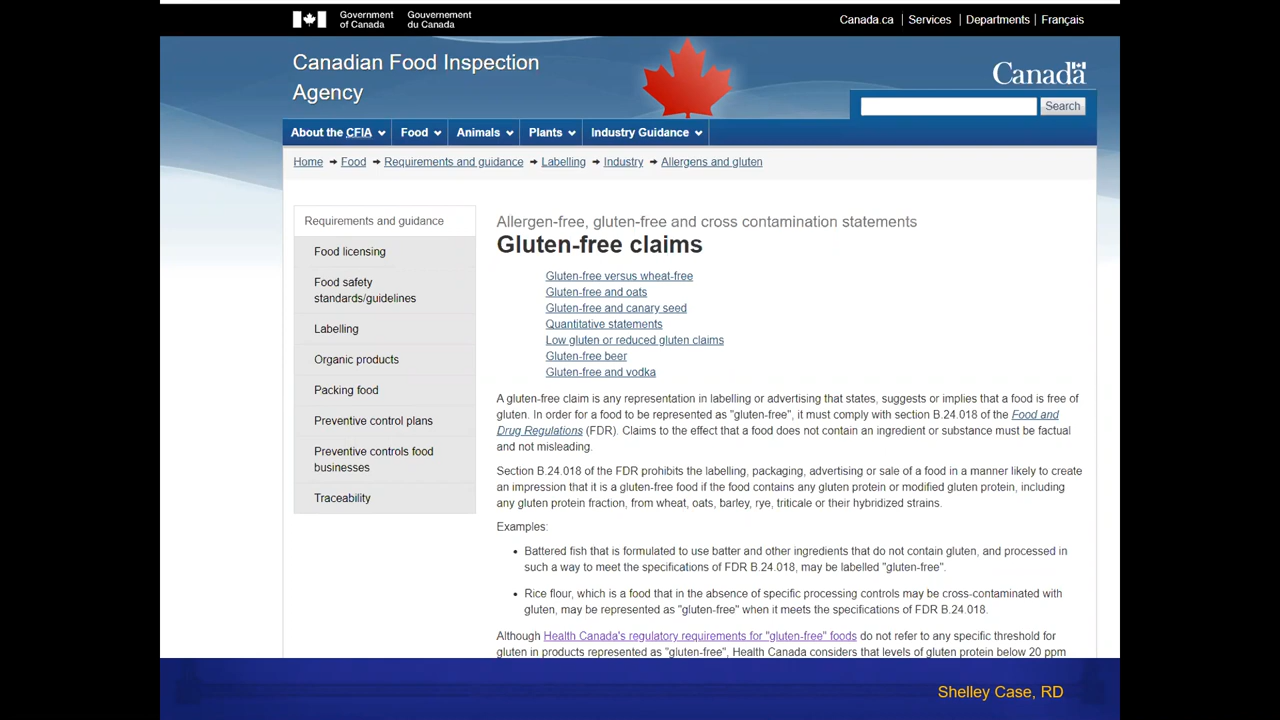 Government of Canada
Gouvernement du Canada
Canada.ca | Services | Departments | Français
Canadian Food Inspection Agency
Canada
Search
About the CFIA Food Animals Plants Industry Guidance
Home Food Requirements and guidance Labelling Industry Allergens and gluten
Requirements and guidance
Food licensing
Food safety
standards/guidelines
Labelling
Organic products
Packing food
Preventive control plans
Preventive controls food
businesses
Traceability
Allergen-free, gluten-free and cross contamination statements
Gluten-free claims
Gluten-free versus wheat-free
Gluten-free and oats
Gluten-free and canary seed
Quantitative statements
Low gluten or reduced gluten claims
Gluten-free beer
Gluten-free and vodka
A gluten-free claim is any representation in labelling or advertising that states, suggests or implies that a food is free of
gluten. In order for a food to be represented as "gluten-free", it must comply with section B.24.018 of the Food and
Drug Regulations (FDR). Claims to the effect that a food does not contain an ingredient or substance must be factual
and not misleading.
Section B.24.018 of the FDR prohibits the labelling, packaging, advertising or sale of a food in a manner likely to create
an impression that it is a gluten-free food if the food contains any gluten protein or modified gluten protein, including
any gluten protein fraction, from wheat, oats, barley, rye, triticale or their hybridized strains.
Examples:
• Battered fish that is formulated to use batter and other ingredients that do not contain gluten, and processed in
such a way to meet the specifications of FDR B.24.018, may be labelled "gluten-free".
• Rice flour, which is a food that in the absence of specific processing controls may be cross-contaminated with
gluten, may be represented as "gluten-free" when it meets the specifications of FDR B.24.018.
Although Health Canada's regulatory requirements for "gluten-free" foods do not refer to any specific threshold for
gluten in products represented as "gluten-free", Health Canada considers that levels of gluten protein below 20 ppm
Shelley Case, RD